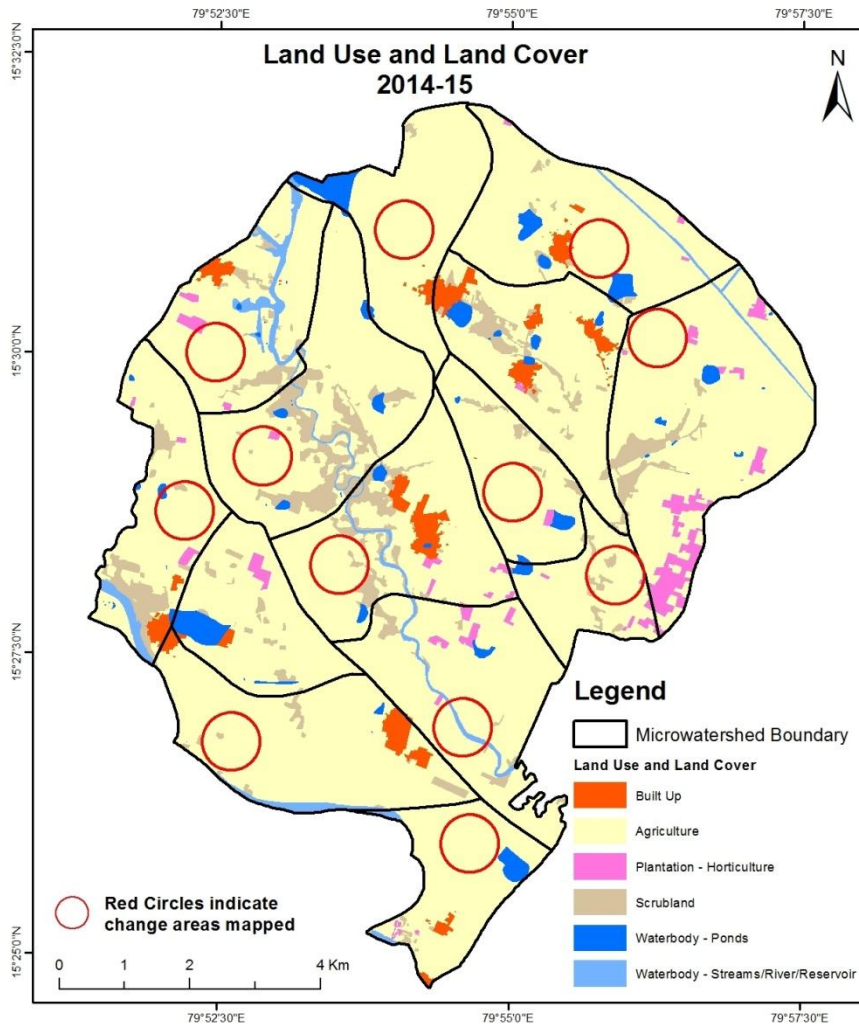 79°52'30"E
79°55'0"E
79°57'30"E
Land Use and Land Cover
2014-15
N
15°32'30"N
15°30'0"N
15°27'30"N
15°25'0"N
Legend
Microwatershed Boundary
Land Use and Land Cover
Built Up
Agriculture
Plantation - Horticulture
Scrubland
Waterbody - Ponds
Waterbody - Streams/River/Reservoir
Red Circles indicate
change areas mapped
0 1 2 4 Km
79°52'30"E
79°55'0"E
79°57'30"E